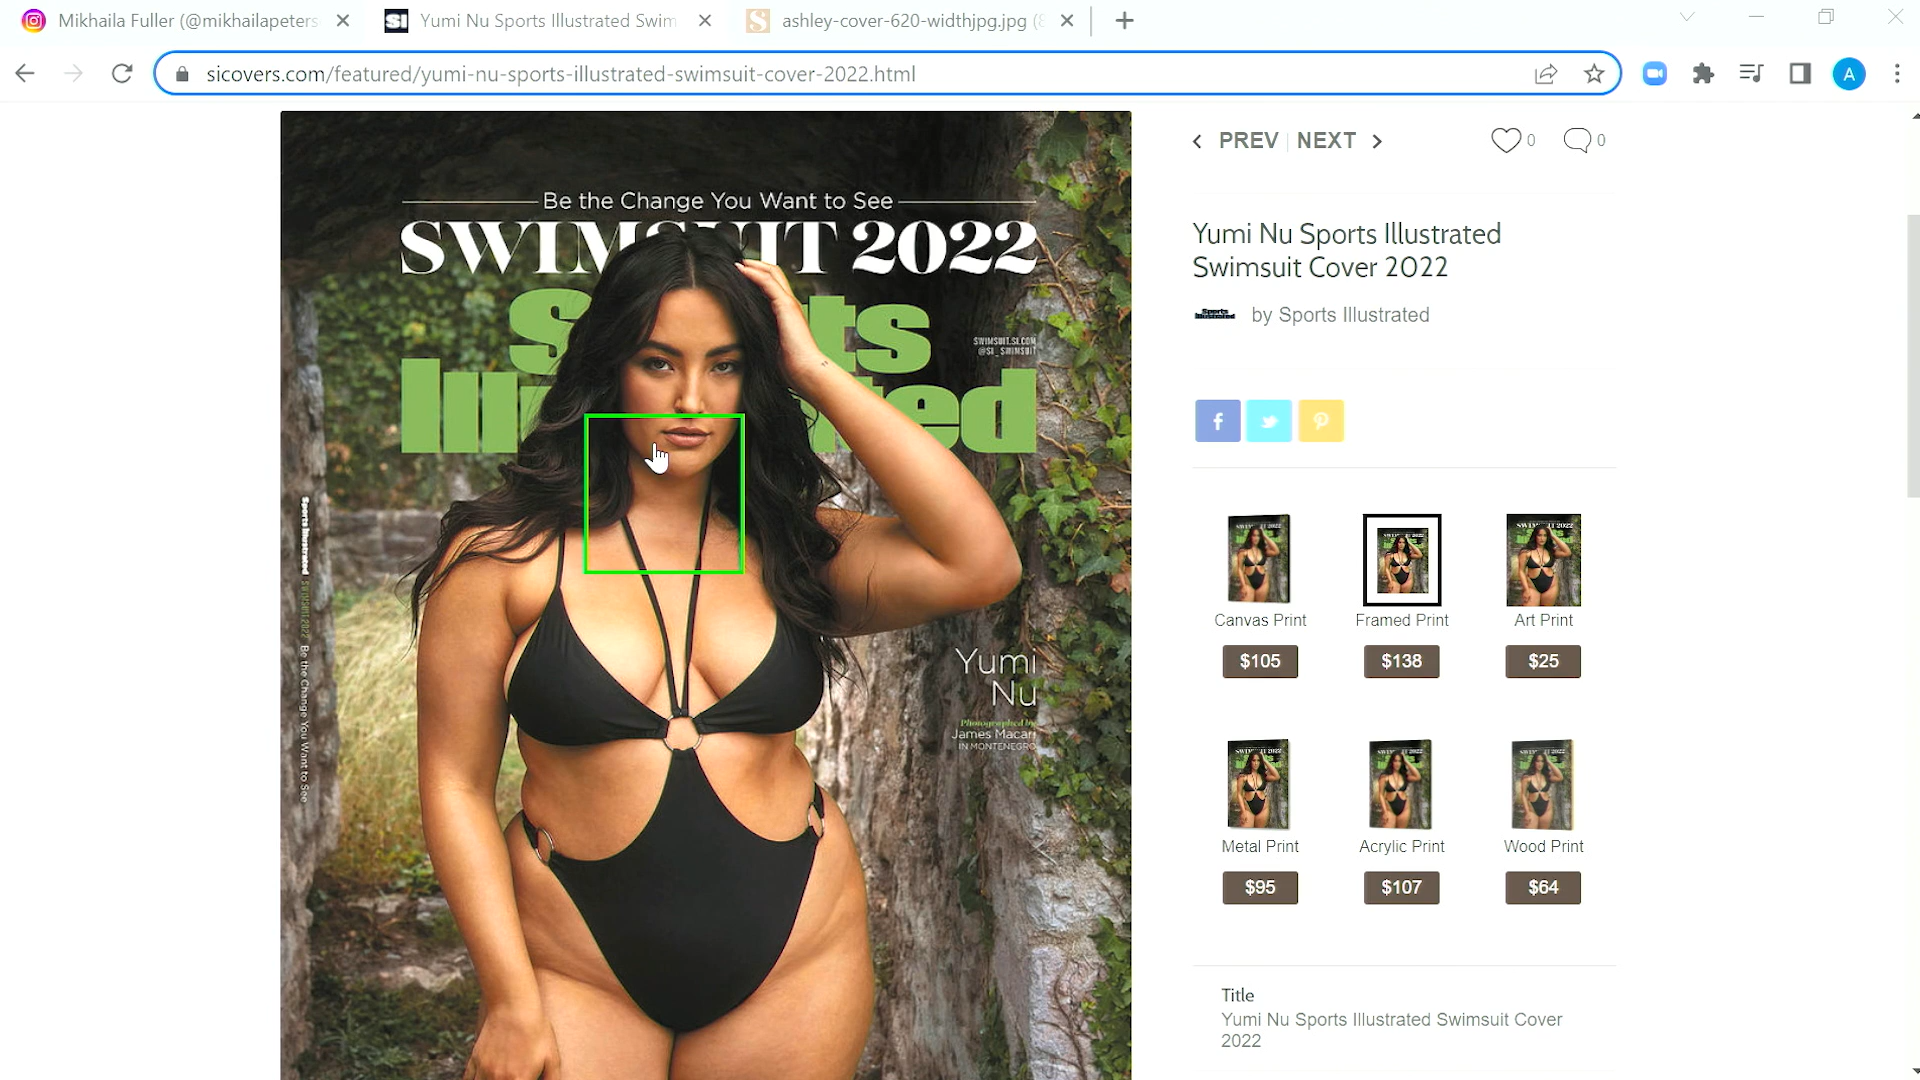 Mikhaila Fuller (@mikhailapeters
Yumi Nu Sports Illustrated Swim
ashley-cover-620-widthjpg.jpg (8
sicovers.com/featured/yumi-nu-sports-illustrated-swimsuit-cover-2022.html
A
Be the Change You Want to See
SWIMSUIT 2022
Sports
Illustrated
SWIMSUIT.SI.COM
@SI_SWIMSUIT
Sports Illustrated SWIMSUIT 2022 Be the Change You Want to See
Yumi
Nu
Photographed by
James Macari
IN MONTENEGRO
PREV | NEXT
0
0
Yumi Nu Sports Illustrated
Swimsuit Cover 2022
Sports Illustrated
by Sports Illustrated
Canvas Print
Framed Print
Art Print
$105
$138
$25
Metal Print
Acrylic Print
Wood Print
$95
$107
$64
Title
Yumi Nu Sports Illustrated Swimsuit Cover
2022